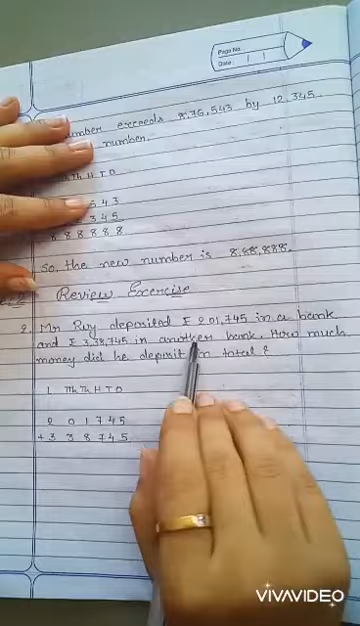 Page No.
Date
number exceeds 8,76,543 by 12,345.
number.
Th H T O
5 4 3
3 4 5
8 8 8 8 8 8
So, the new number is 8,88,888.
Review Exercise
2. Mr Roy deposited ₹ 2,01,745 in a bank
and ₹ 3,38,745 in another bank. How much
money did he deposit in total?
l TTh Th H T O
2 0 1 7 4 5
+ 3 3 8 7 4 5
VIVAVIDEO